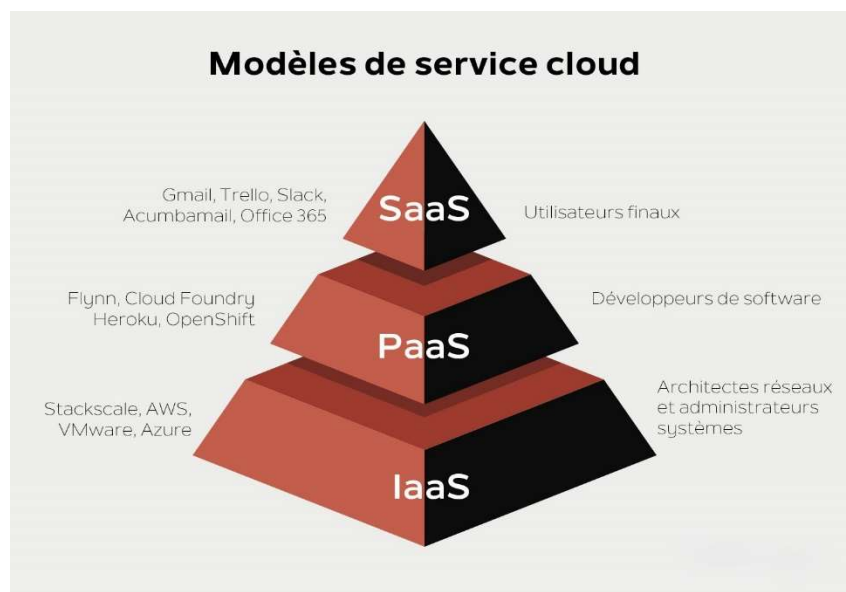 Modèles de service cloud
Gmail, Trello, Slack,
Acumbamail, Office 365
SaaS
Utilisateurs finaux
Flynn, Cloud Foundry
Heroku, OpenShift
PaaS
Développeurs de software
Stackscale, AWS,
VMware, Azure
IaaS
Architectes réseaux
et administrateurs
systèmes